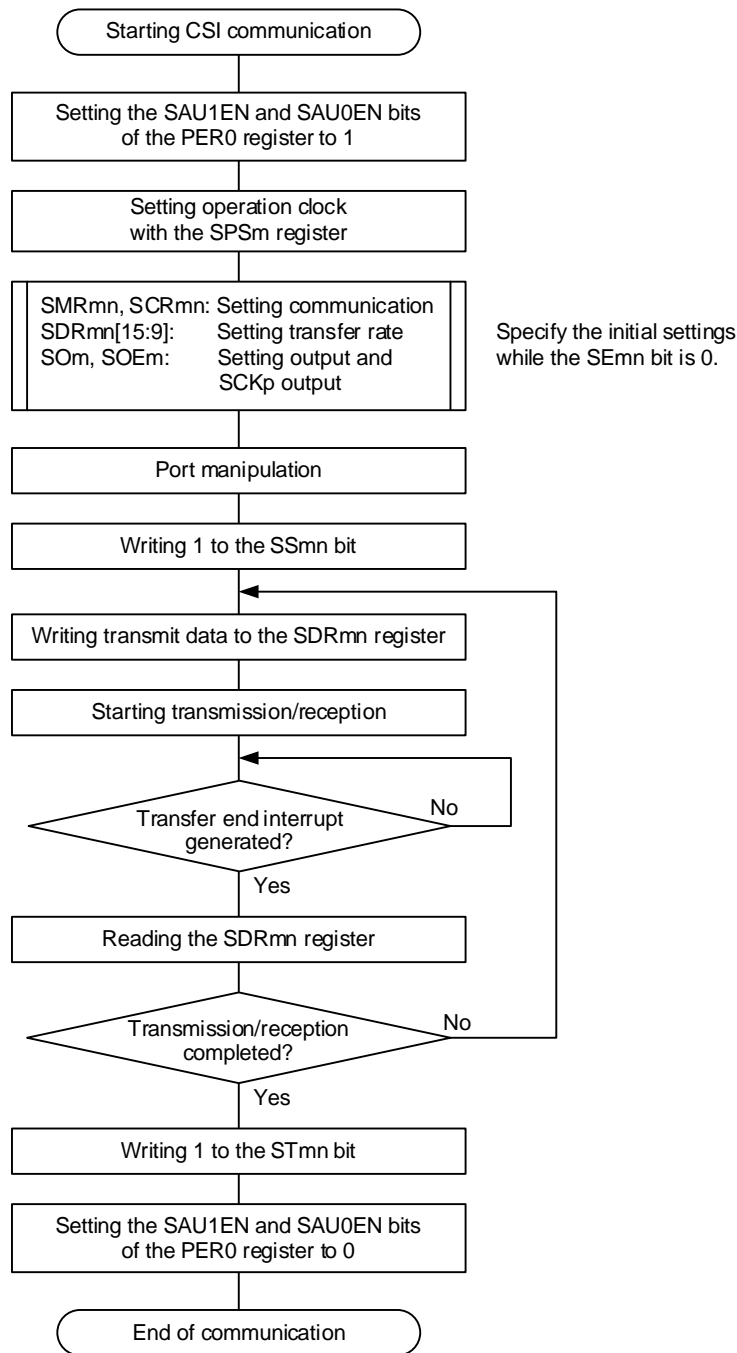 Starting CSI communication
Setting the SAU1EN and SAU0EN bits
of the PER0 register to 1
Setting operation clock
with the SPSm register
SMRmn, SCRmn: Setting communication
SDRmn[15:9]: Setting transfer rate
SOm, SOEm: Setting output and
SCKp output
Specify the initial settings
while the SEmn bit is 0.
Port manipulation
Writing 1 to the SSmn bit
Writing transmit data to the SDRmn register
Starting transmission/reception
Transfer end interrupt
generated?
No
Yes
Reading the SDRmn register
Transmission/reception
completed?
No
Yes
Writing 1 to the STmn bit
Setting the SAU1EN and SAU0EN bits
of the PER0 register to 0
End of communication